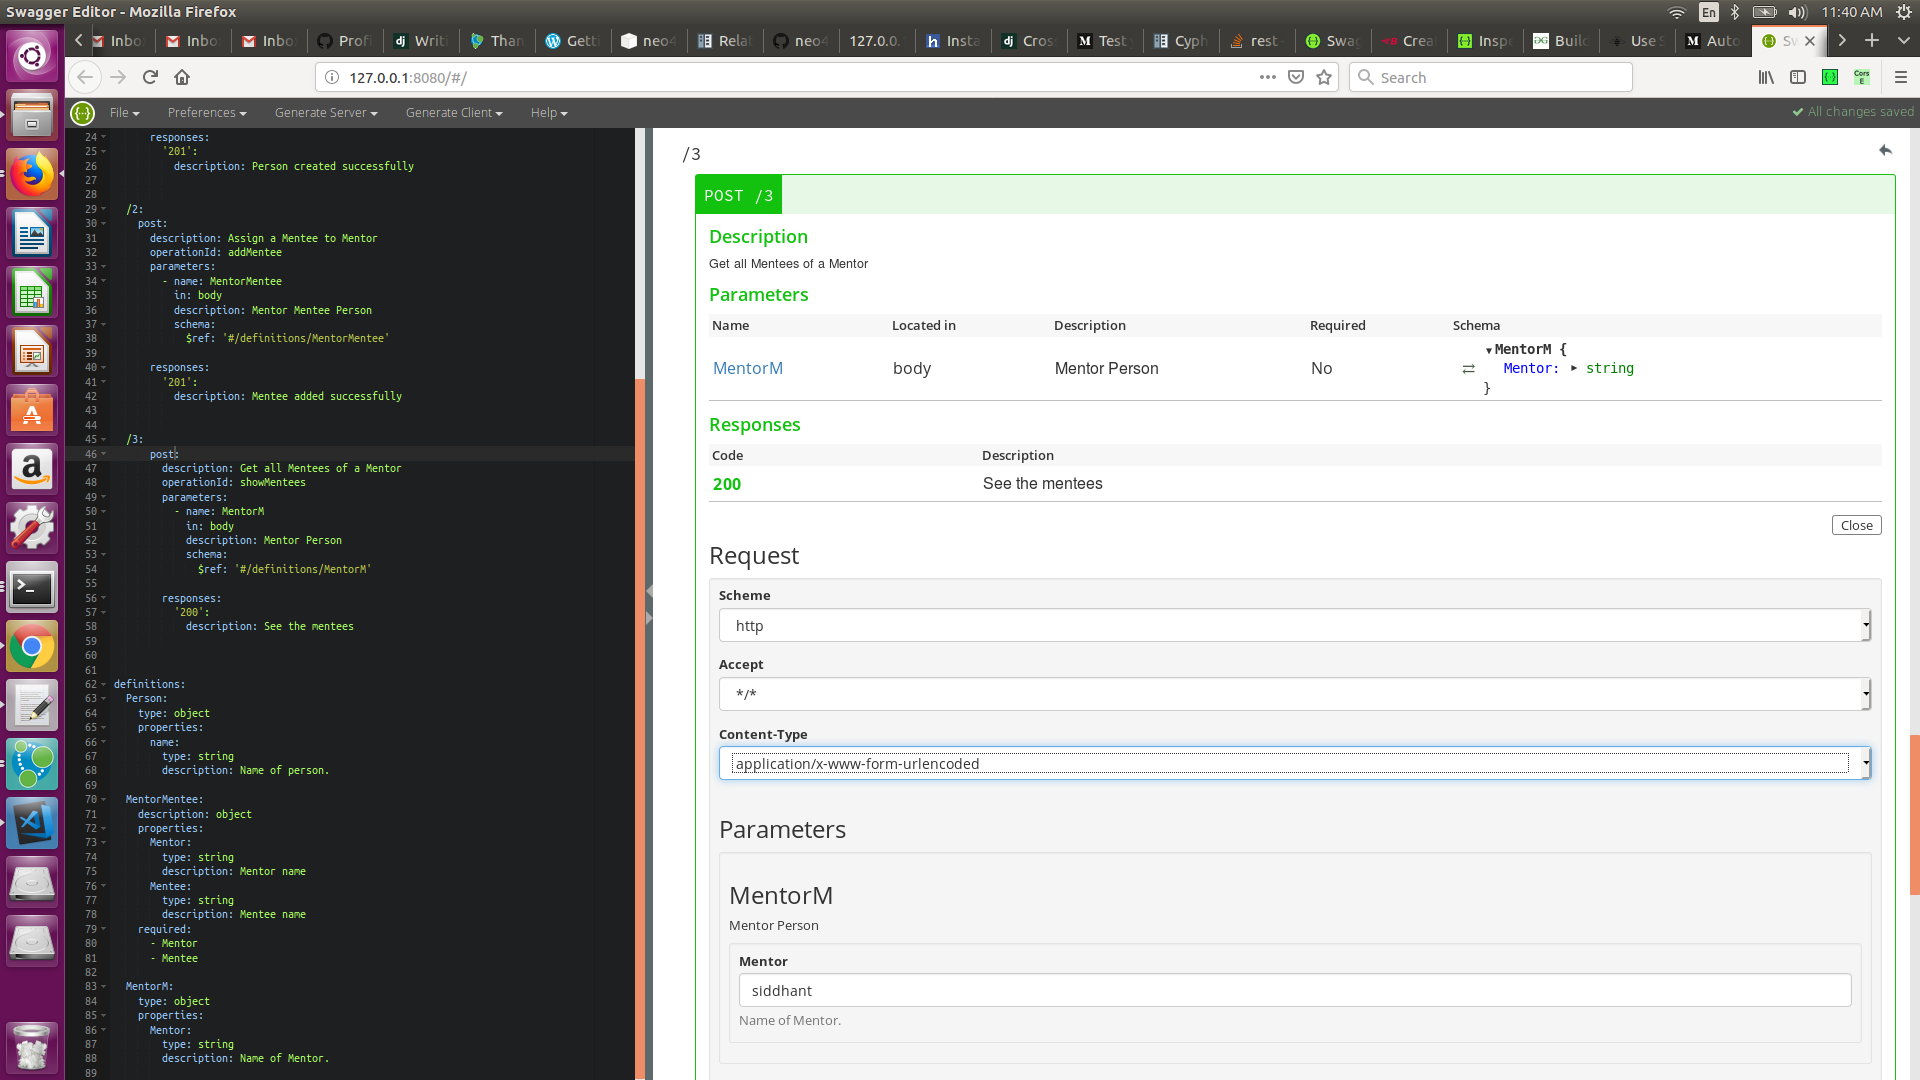 Swagger Editor - Mozilla Firefox
En
11:40 AM
Inbo
Inbo
Inbo
Profi
Writi
Than
Getti
neo4
Relat
neo4
127.0.0.
Insta
Cros
Test
Cyph
rest -
Swag
Crea
Inspe
Build
Use S
Auto
Sw
127.0.0.1:8080/#/
Search
File
Preferences
Generate Server
Generate Client
Help
All changes saved
24 responses:
25 '201':
26 description: Person created successfully
27
28
29 /2:
30 post:
31 description: Assign a Mentee to Mentor
32 operationId: addMentee
33 parameters:
34 - name: MentorMentee
35 in: body
36 description: Mentor Mentee Person
37 schema:
38 $ref: '#/definitions/MentorMentee'
39
40 responses:
41 '201':
42 description: Mentee added successfully
43
44
45 /3:
46 post:
47 description: Get all Mentees of a Mentor
48 operationId: showMentees
49 parameters:
50 - name: MentorM
51 in: body
52 description: Mentor Person
53 schema:
54 $ref: '#/definitions/MentorM'
55
56 responses:
57 '200':
58 description: See the mentees
59
60
61
62 definitions:
63 Person:
64 type: object
65 properties:
66 name:
67 type: string
68 description: Name of person.
69
70 MentorMentee:
71 description: object
72 properties:
73 Mentor:
74 type: string
75 description: Mentor name
76 Mentee:
77 type: string
78 description: Mentee name
79 required:
80 - Mentor
81 - Mentee
82
83 MentorM:
84 type: object
85 properties:
86 Mentor:
87 type: string
88 description: Name of Mentor.
89
/3
POST /3
Description
Get all Mentees of a Mentor
Parameters
Name Located in Description Required Schema
MentorM body Mentor Person No
MentorM {
Mentor: string
}
Responses
Code Description
200 See the mentees
Close
Request
Scheme
http
Accept
*/*
Content-Type
application/x-www-form-urlencoded
Parameters
MentorM
Mentor Person
Mentor
siddhant
Name of Mentor.